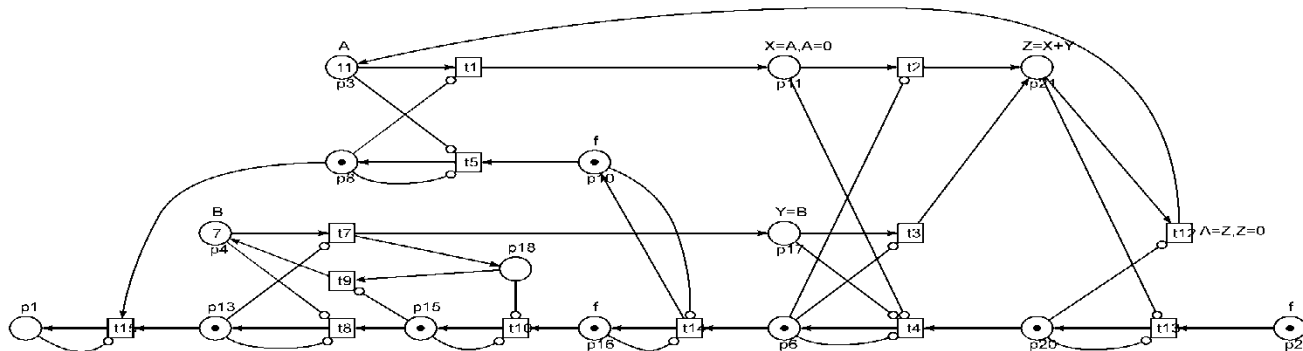 A X=A,A=0 Z=X+Y
11 t1 t2
p3 p11 p21
f
t5
p8 p10
B Y=B
7 t7 t3 t12 A=Z,Z=0
p4 p17
p18
t9
p1 p13 p15 f f
t15 t8 t10 t14 t4 t13
p16 p6 p20 p2